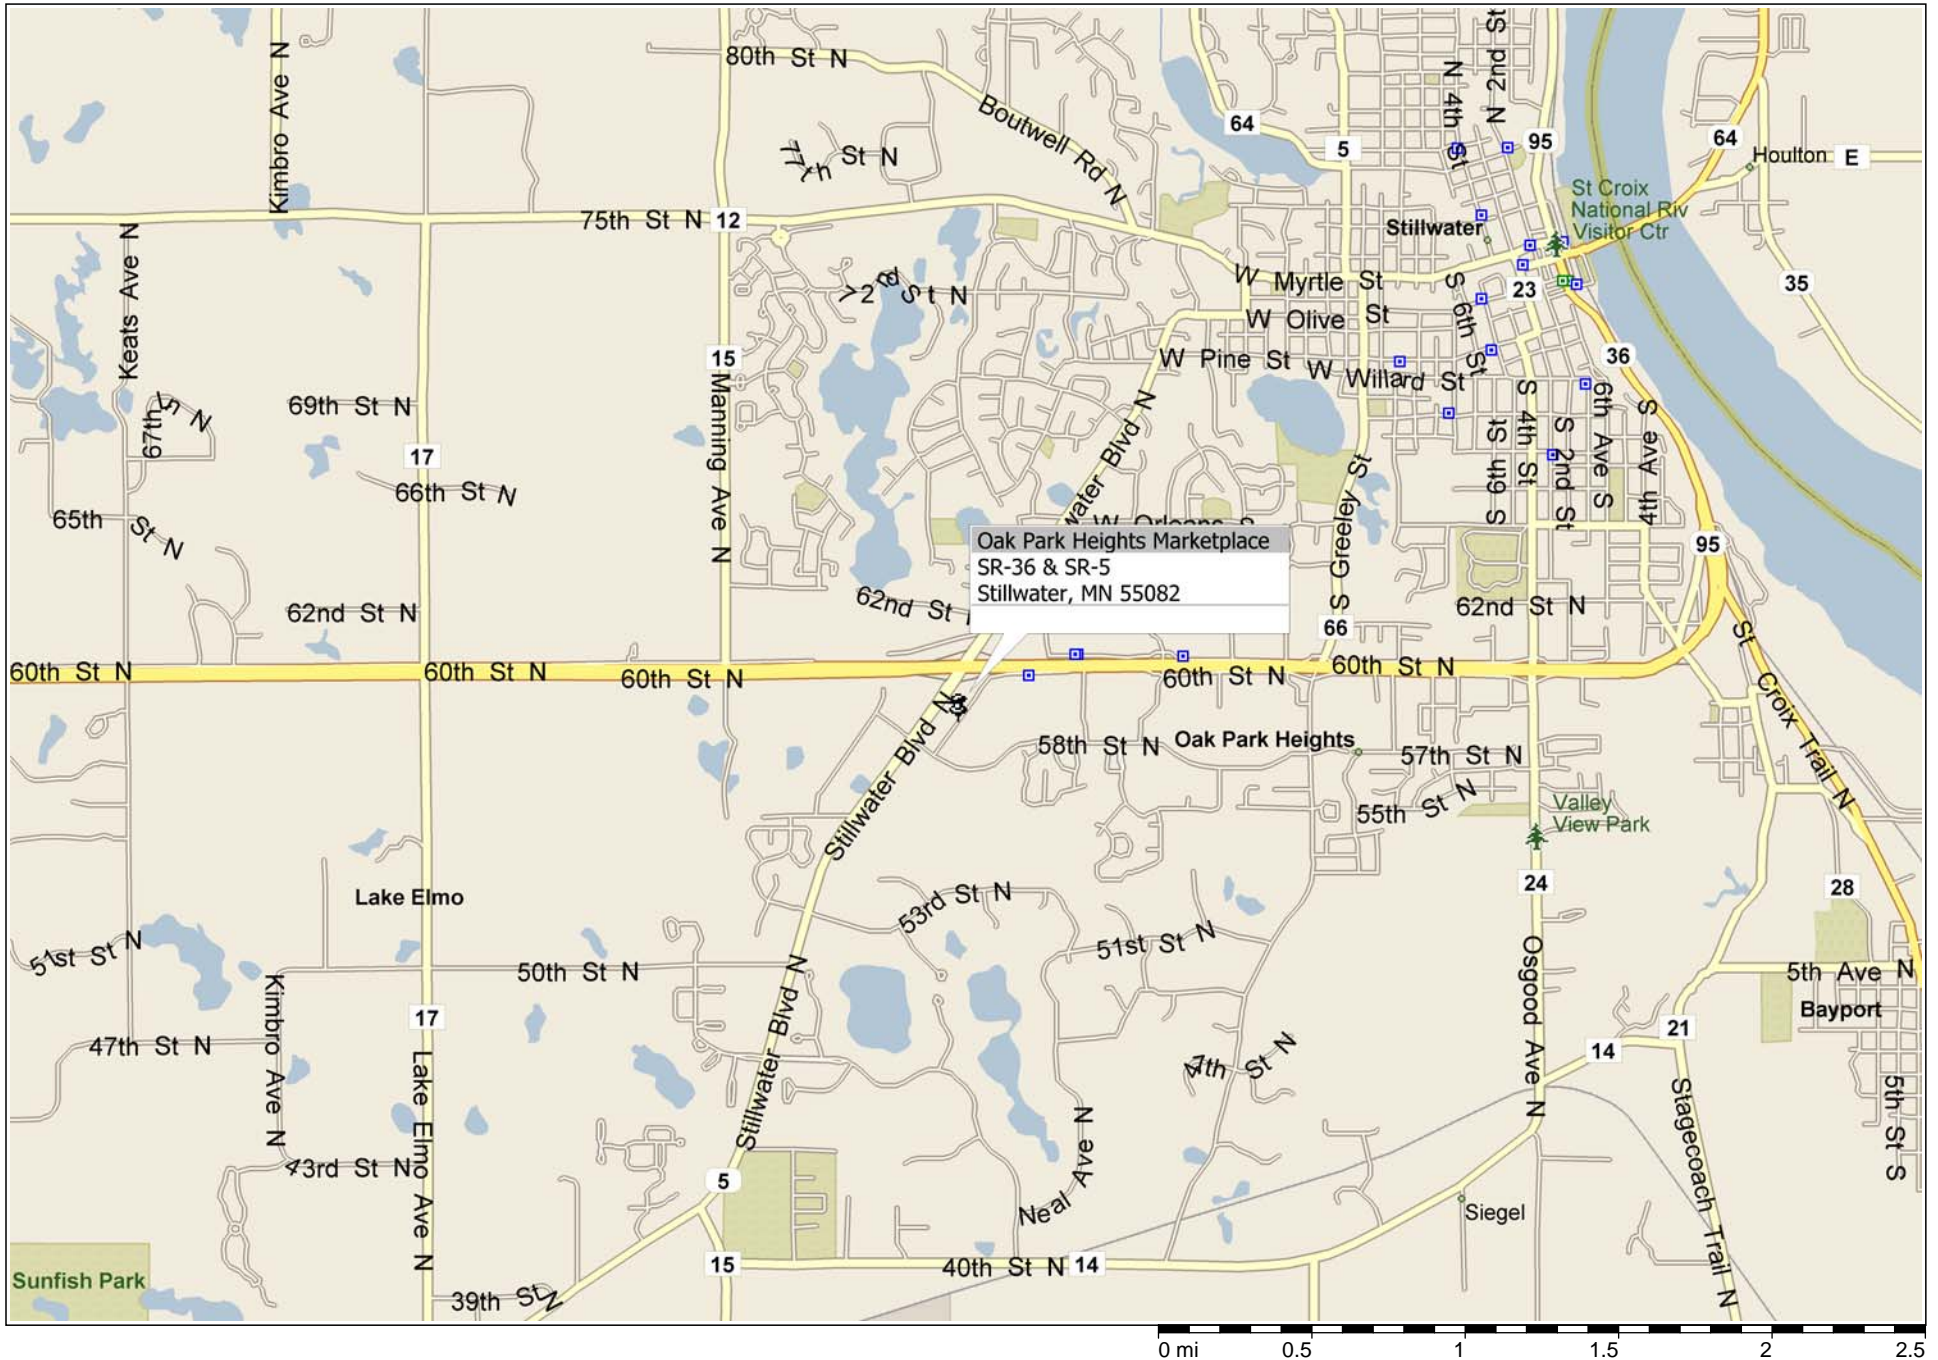 80th St N
N 4th St
N 2nd St
Kimbro Ave N
Boutwell Rd N
64
5
95
64
Houlton
E
77th St N
St Croix
National Riv
Visitor Ctr
75th St N
12
Stillwater
Keats Ave N
W Myrtle St
72nd St N
23
35
S 6th St
W Olive St
15
W Pine St
W Willard St
36
69th St N
67th St N
Manning Ave N
S 4th St
S 2nd St
6th Ave S
4th Ave S
S 6th St
17
66th St N
65th St N
water Blvd N
S Greeley St
W Orleans S
Oak Park Heights Marketplace
SR-36 & SR-5
Stillwater, MN 55082
95
62nd St N
62nd St
62nd St N
66
60th St N
60th St N
60th St N
60th St N
60th St N
St Croix Trail N
Stillwater Blvd N
58th St N
Oak Park Heights
57th St N
55th St N
Valley
View Park
24
28
Lake Elmo
53rd St N
51st St N
51st St N
50th St N
Stillwater Blvd N
Osgood Ave N
5th Ave N
Bayport
Kimbro Ave N
17
47th St N
47th St N
14
21
Lake Elmo Ave N
Neal Ave N
Stagecoach Trail N
5th St S
43rd St N
5
Siegel
15
40th St N
14
Sunfish Park
39th St N
0 mi
0.5
1
1.5
2
2.5